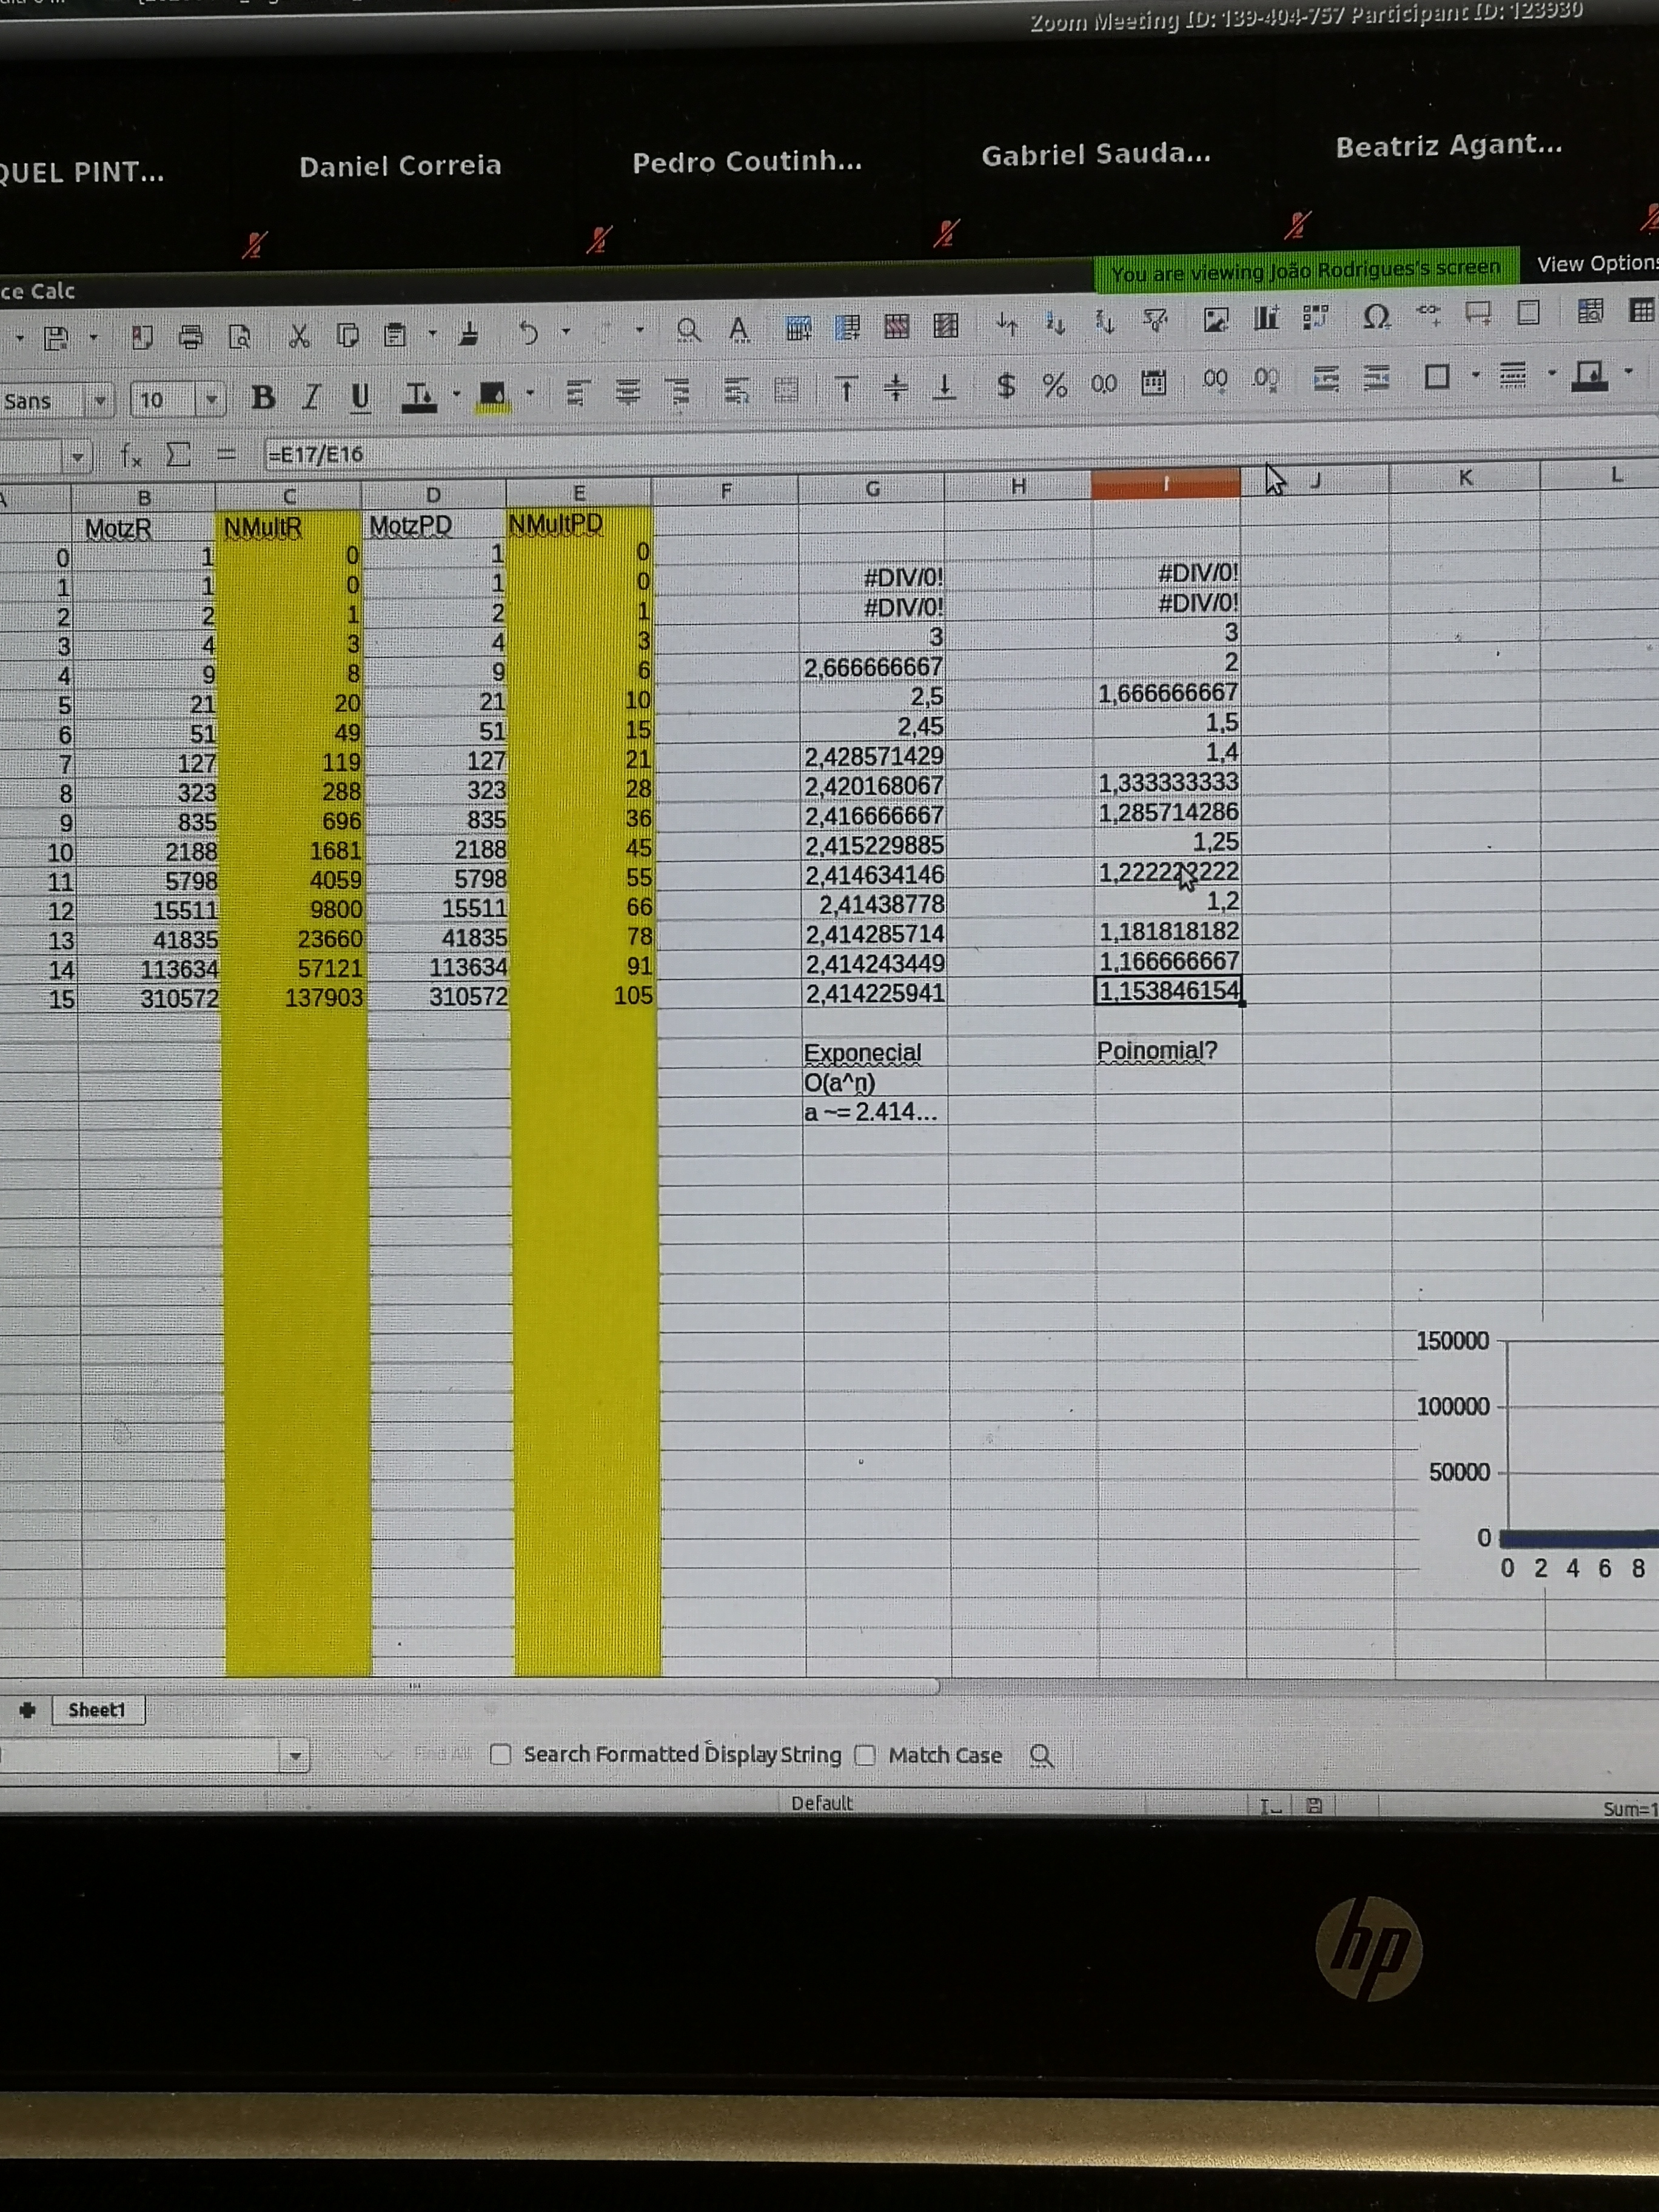 Zoom Meeting ID: 139-404-757 Participant ID: 123930
QUEL PINT... Daniel Correia Pedro Coutinh... Gabriel Sauda... Beatriz Agant...
You are viewing João Rodrigues's screen View Options
ce Calc
Sans 10
=E17/E16
A B C D E F G H I J K L
MotzR NMultR MotzPD NMultPD
0 1 0 1 0
1 1 0 1 0 #DIV/0! #DIV/0!
2 2 1 2 1 #DIV/0! #DIV/0!
3 4 3 4 3 3 3
4 9 8 9 6 2,666666667 2
5 21 20 21 10 2,5 1,666666667
6 51 49 51 15 2,45 1,5
7 127 119 127 21 2,428571429 1,4
8 323 288 323 28 2,420168067 1,333333333
9 835 696 835 36 2,416666667 1,285714286
10 2188 1681 2188 45 2,415229885 1,25
11 5798 4059 5798 55 2,414634146 1,222222222
12 15511 9800 15511 66 2,41438778 1,2
13 41835 23660 41835 78 2,414285714 1,181818182
14 113634 57121 113634 91 2,414243449 1,166666667
15 310572 137903 310572 105 2,414225941 1,153846154
Exponecial Poinomial?
O(a^n)
a ~= 2.414...
150000
100000
50000
0
0 2 4 6 8
Sheet1
Find All Search Formatted Display String Match Case
Default Sum=1
hp